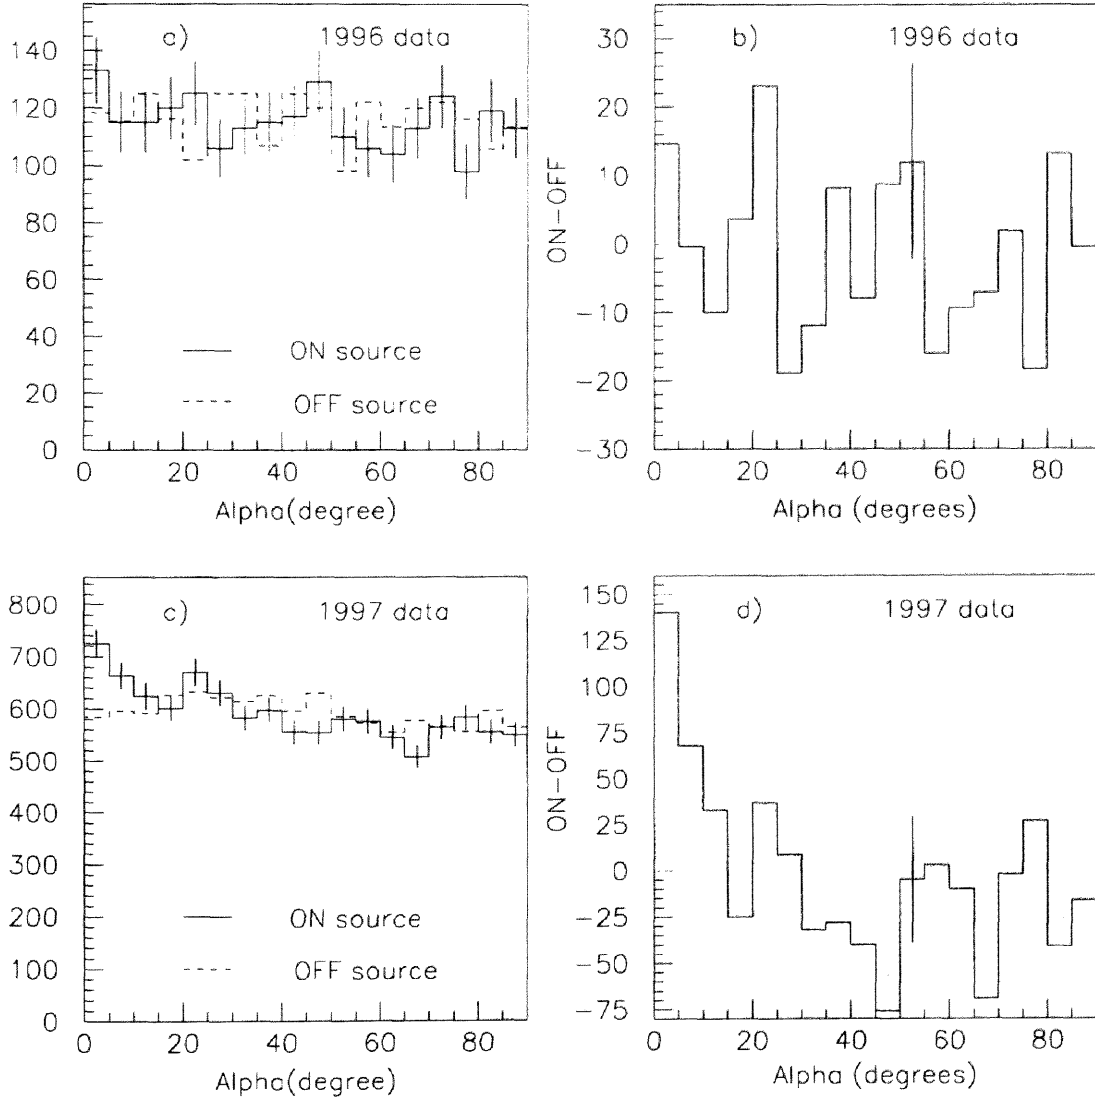 a) 1996 data
140
120
100
80
60
40
20
0
ON source
OFF source
0 20 40 60 80
Alpha(degree)
b) 1996 data
30
20
10
0
−10
−20
−30
ON−OFF
0 20 40 60 80
Alpha (degrees)
c) 1997 data
800
700
600
500
400
300
200
100
0
ON source
OFF source
0 20 40 60 80
Alpha(degree)
d) 1997 data
150
125
100
75
50
25
0
−25
−50
−75
ON−OFF
0 20 40 60 80
Alpha (degrees)